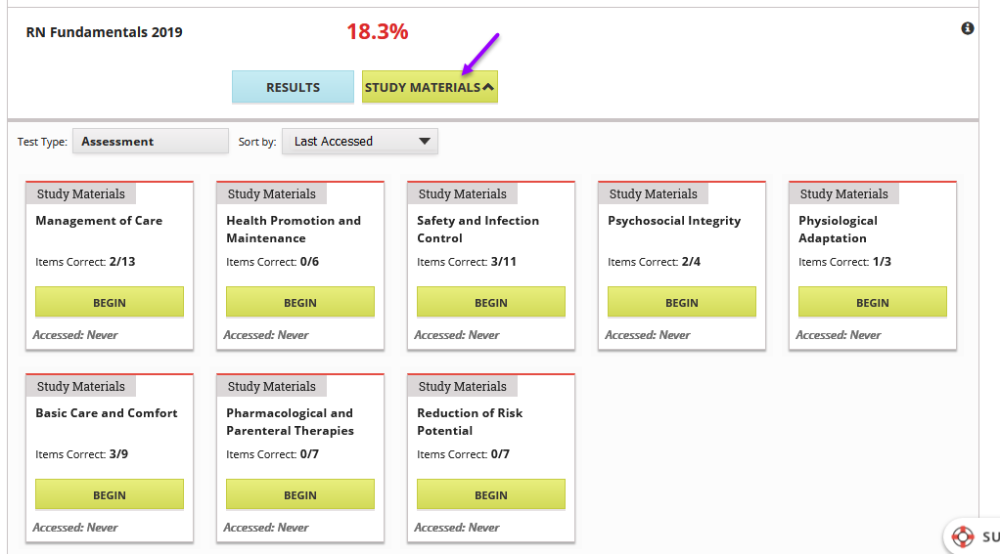 RN Fundamentals 2019
18.3%
RESULTS
STUDY MATERIALS
Test Type: Assessment
Sort by: Last Accessed
Study Materials
Management of Care
Items Correct: 2/13
BEGIN
Accessed: Never
Study Materials
Health Promotion and
Maintenance
Items Correct: 0/6
BEGIN
Accessed: Never
Study Materials
Safety and Infection
Control
Items Correct: 3/11
BEGIN
Accessed: Never
Study Materials
Psychosocial Integrity
Items Correct: 2/4
BEGIN
Accessed: Never
Study Materials
Physiological
Adaptation
Items Correct: 1/3
BEGIN
Accessed: Never
Study Materials
Basic Care and Comfort
Items Correct: 3/9
BEGIN
Accessed: Never
Study Materials
Pharmacological and
Parenteral Therapies
Items Correct: 0/7
BEGIN
Accessed: Never
Study Materials
Reduction of Risk
Potential
Items Correct: 0/7
BEGIN
Accessed: Never
SU